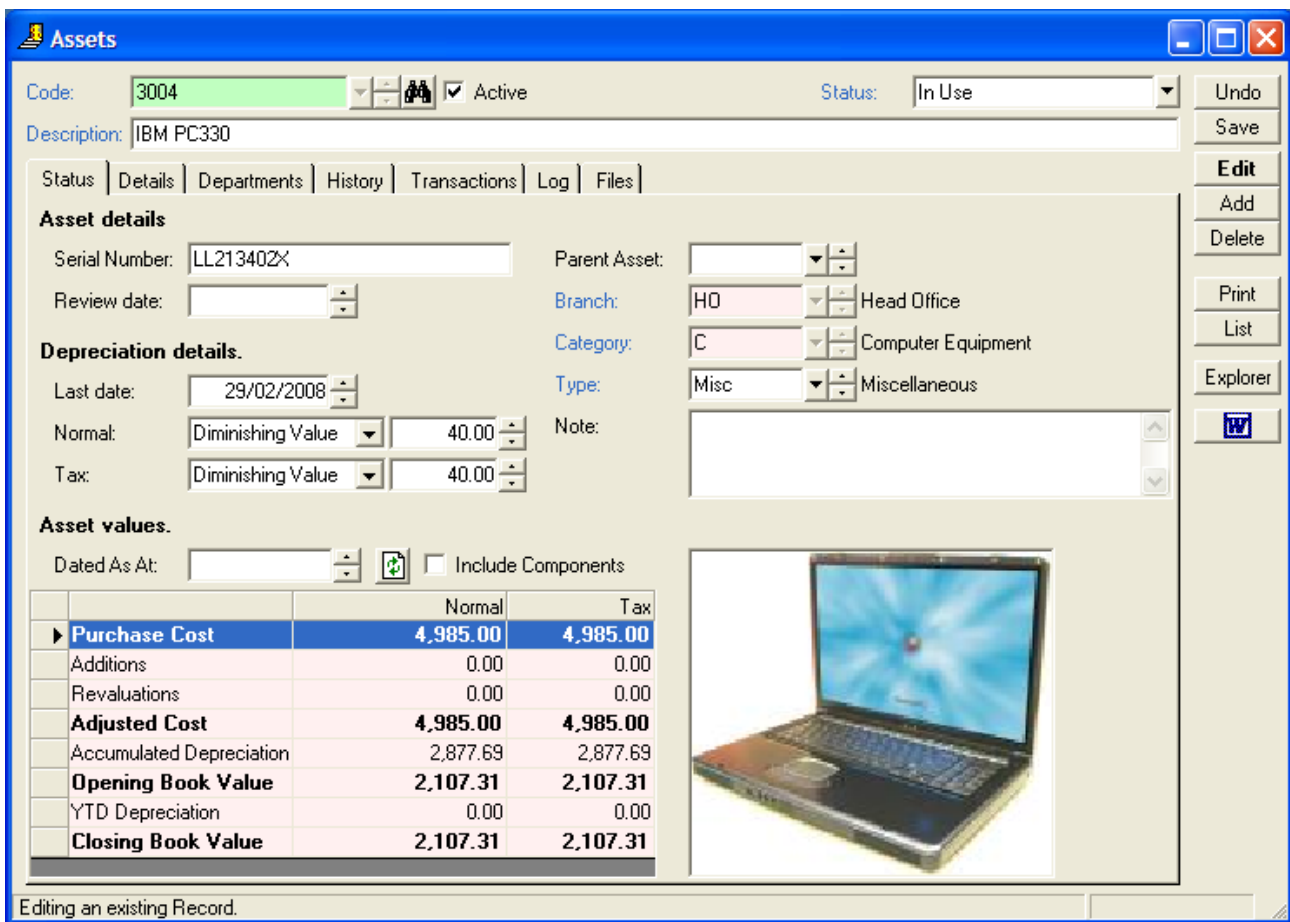 Assets
Code: 3004 Active Status: In Use Undo
Description: IBM PC330 Save
Status Details Departments History Transactions Log Files Edit
Add
Asset details
Delete
Serial Number: LL21340ZX Parent Asset:
Review date: Branch: HO Head Office Print
List
Depreciation details. Category: C Computer Equipment
Last date: 29/02/2008 Type: Misc Miscellaneous Explorer
Normal: Diminishing Value 40.00 Note: W
Tax: Diminishing Value 40.00
Asset values.
Dated As At: Include Components
Normal Tax
Purchase Cost 4,985.00 4,985.00
Additions 0.00 0.00
Revaluations 0.00 0.00
Adjusted Cost 4,985.00 4,985.00
Accumulated Depreciation 2,877.69 2,877.69
Opening Book Value 2,107.31 2,107.31
YTD Depreciation 0.00 0.00
Closing Book Value 2,107.31 2,107.31
Editing an existing Record.